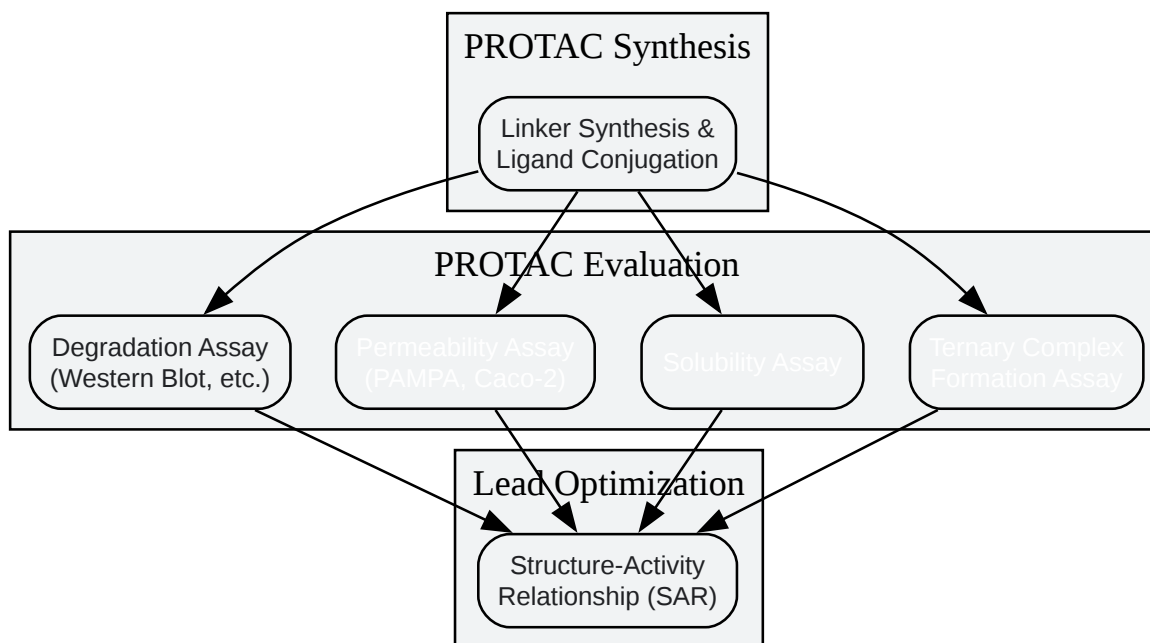 PROTAC Synthesis
Linker Synthesis &
Ligand Conjugation
PROTAC Evaluation
Degradation Assay
(Western Blot, etc.)
Permeability Assay
(PAMPA, Caco-2)
Solubility Assay
Ternary Complex
Formation Assay
Lead Optimization
Structure-Activity
Relationship (SAR)